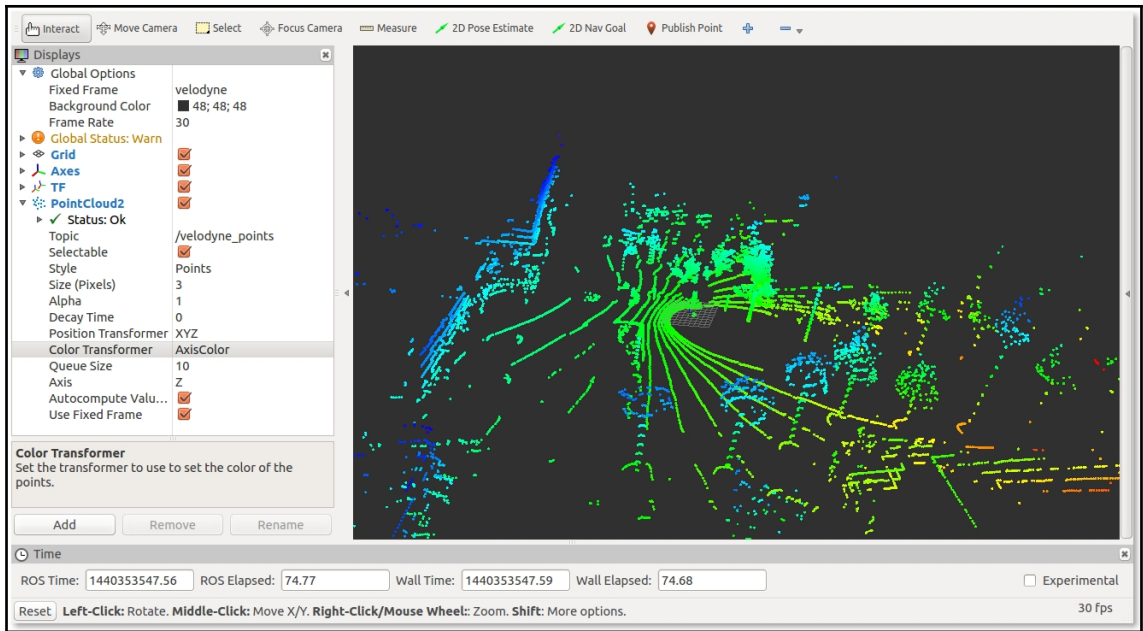 Interact Move Camera Select Focus Camera Measure 2D Pose Estimate 2D Nav Goal Publish Point
Displays
Global Options
Fixed Frame velodyne
Background Color 48; 48; 48
Frame Rate 30
Global Status: Warn
Grid
Axes
TF
PointCloud2
Status: Ok
Topic /velodyne_points
Selectable
Style Points
Size (Pixels) 3
Alpha 1
Decay Time 0
Position Transformer XYZ
Color Transformer AxisColor
Queue Size 10
Axis Z
Autocompute Valu...
Use Fixed Frame
Color Transformer
Set the transformer to use to set the color of the
points.
Add Remove Rename
Time
ROS Time: 1440353547.56 ROS Elapsed: 74.77 Wall Time: 1440353547.59 Wall Elapsed: 74.68 Experimental
Reset Left-Click: Rotate. Middle-Click: Move X/Y. Right-Click/Mouse Wheel:: Zoom. Shift: More options. 30 fps